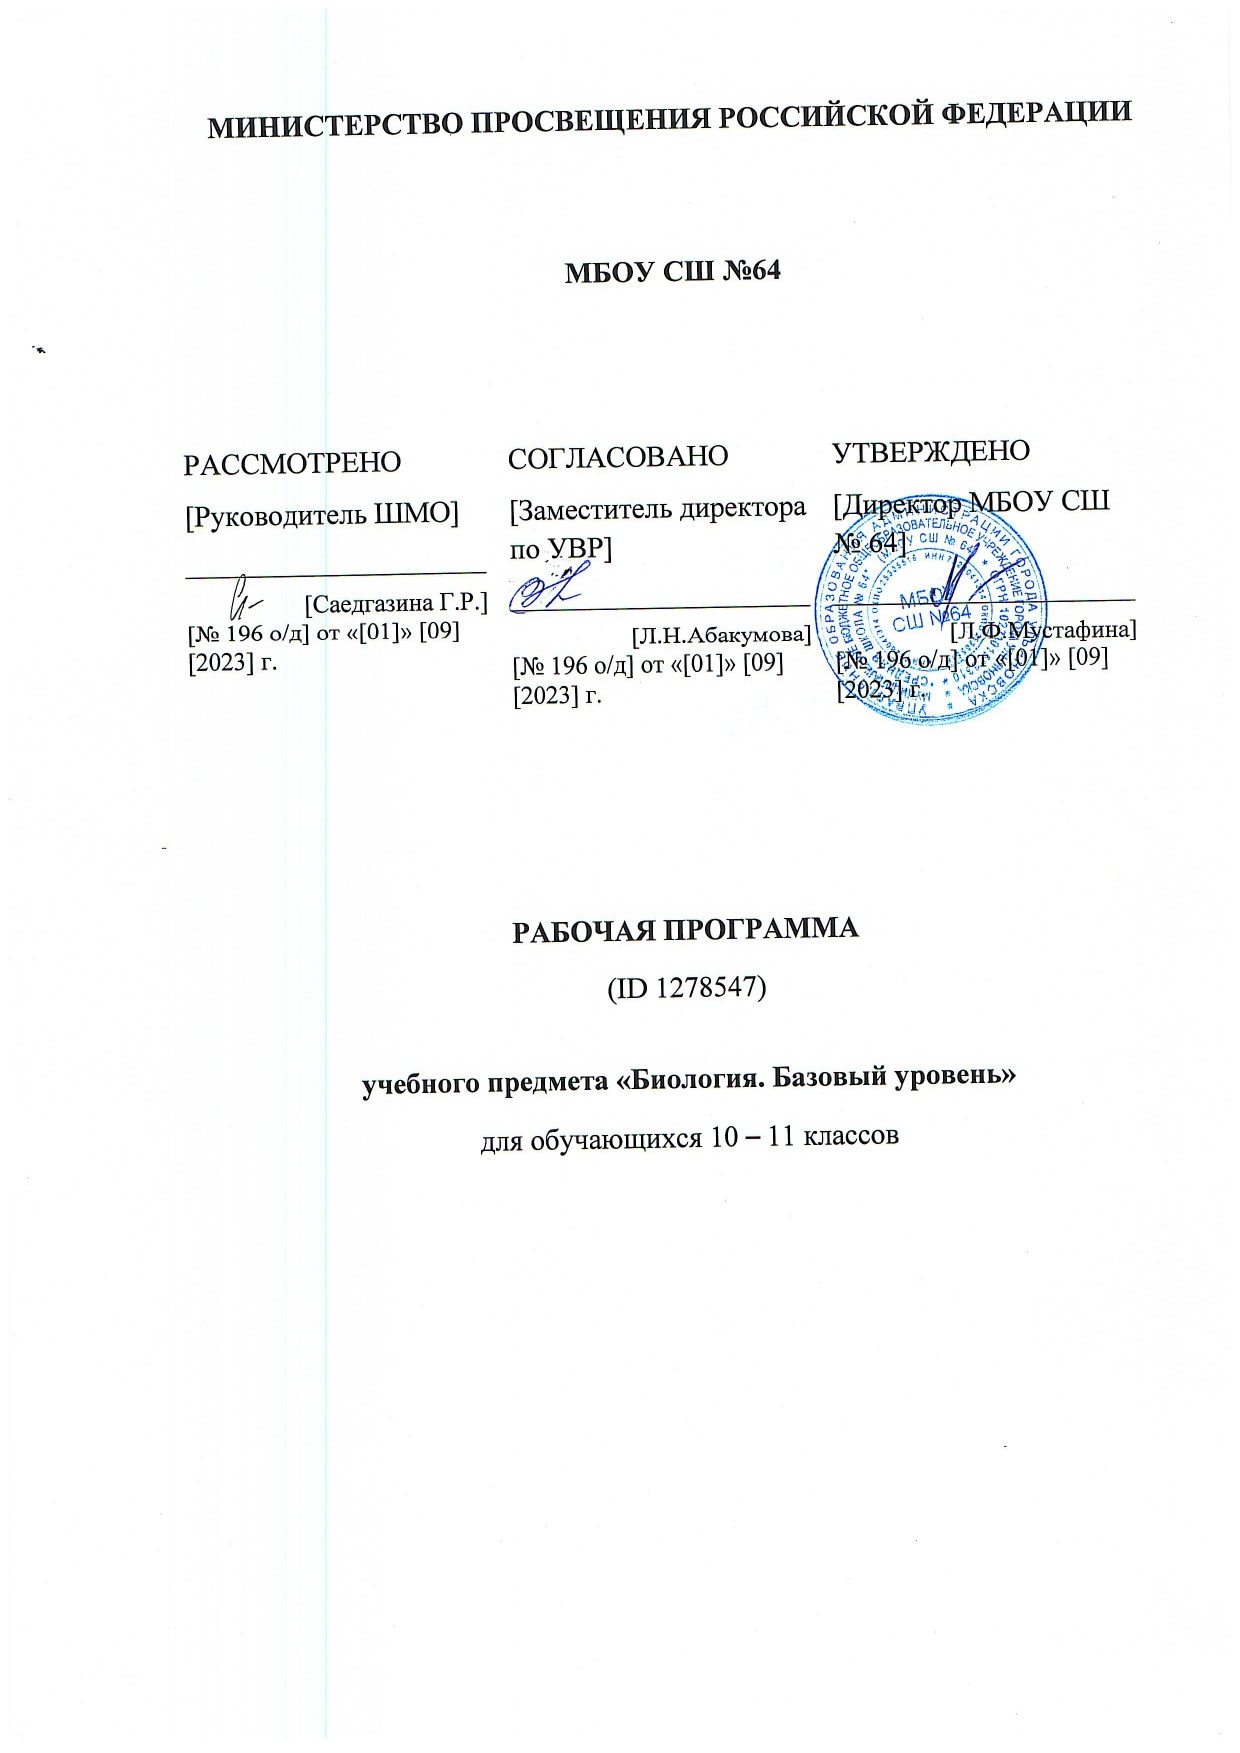 МИНИСТЕРСТВО ПРОСВЕЩЕНИЯ РОССИЙСКОЙ ФЕДЕРАЦИИ
МБОУ СШ №64
РАССМОТРЕНО
[Руководитель ШМО]
[Саедгазина Г.Р.]
[№ 196 о/д] от «[01]» [09]
[2023] г.
СОГЛАСОВАНО
[Заместитель директора
по УВР]
[Л.Н.Абакумова]
[№ 196 о/д] от «[01]» [09]
[2023] г.
УТВЕРЖДЕНО
[Директор МБОУ СШ
№ 64]
[Л.Ф.Мустафина]
[№ 196 о/д] от «[01]» [09]
[2023] г.
МБОУ
СШ №64
РАБОЧАЯ ПРОГРАММА
(ID 1278547)
учебного предмета «Биология. Базовый уровень»
для обучающихся 10 – 11 классов